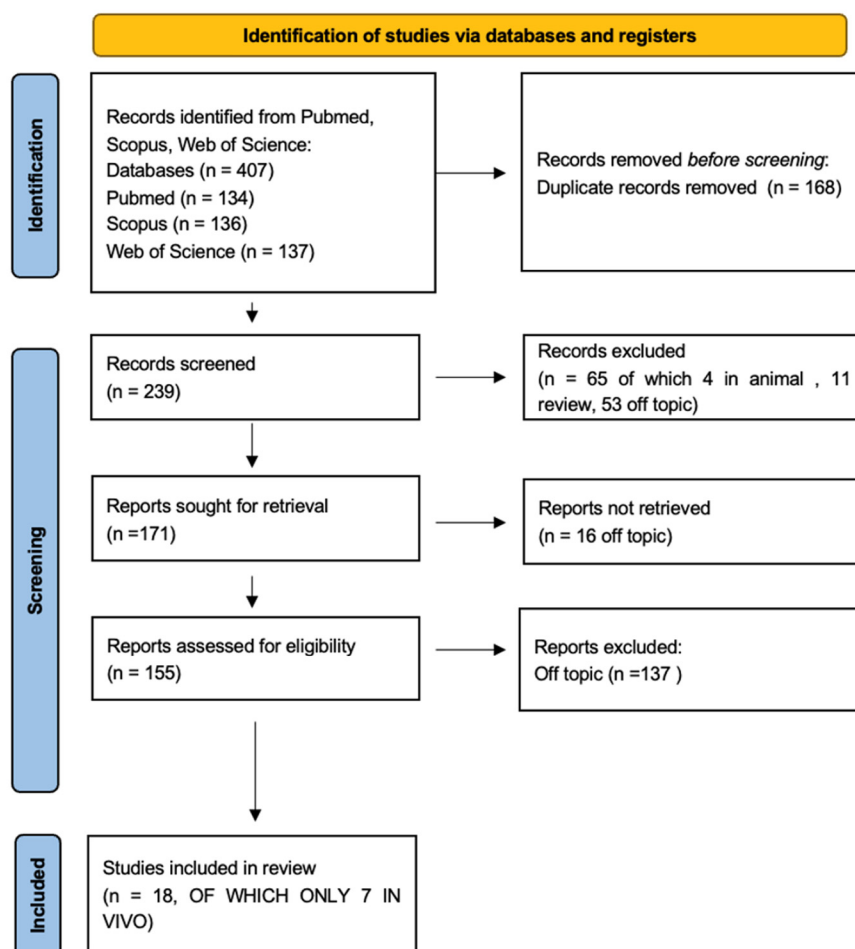 Identification of studies via databases and registers
Identification
Records identified from Pubmed,
Scopus, Web of Science:
Databases (n = 407)
Pubmed (n = 134)
Scopus (n = 136)
Web of Science (n = 137)
Records removed before screening:
Duplicate records removed (n = 168)
Screening
Records screened
(n = 239)
Records excluded
(n = 65 of which 4 in animal , 11
review, 53 off topic)
Reports sought for retrieval
(n =171)
Reports not retrieved
(n = 16 off topic)
Reports assessed for eligibility
(n = 155)
Reports excluded:
Off topic (n =137 )
Included
Studies included in review
(n = 18, OF WHICH ONLY 7 IN
VIVO)